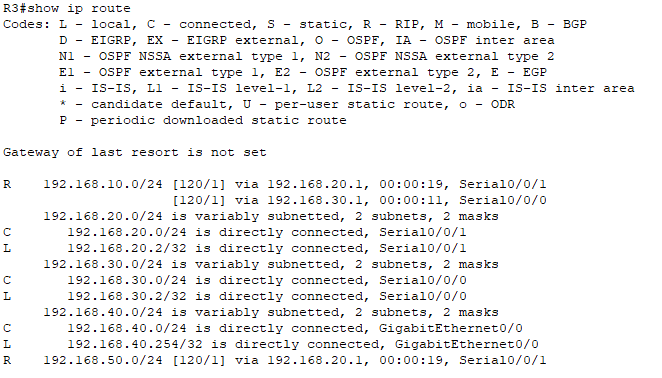 R3#show ip route
Codes: L - local, C - connected, S - static, R - RIP, M - mobile, B - BGP
       D - EIGRP, EX - EIGRP external, O - OSPF, IA - OSPF inter area
       N1 - OSPF NSSA external type 1, N2 - OSPF NSSA external type 2
       E1 - OSPF external type 1, E2 - OSPF external type 2, E - EGP
       i - IS-IS, L1 - IS-IS level-1, L2 - IS-IS level-2, ia - IS-IS inter area
       * - candidate default, U - per-user static route, o - ODR
       P - periodic downloaded static route

Gateway of last resort is not set

R    192.168.10.0/24 [120/1] via 192.168.20.1, 00:00:19, Serial0/0/1
                     [120/1] via 192.168.30.1, 00:00:11, Serial0/0/0
     192.168.20.0/24 is variably subnetted, 2 subnets, 2 masks
C       192.168.20.0/24 is directly connected, Serial0/0/1
L       192.168.20.2/32 is directly connected, Serial0/0/1
     192.168.30.0/24 is variably subnetted, 2 subnets, 2 masks
C       192.168.30.0/24 is directly connected, Serial0/0/0
L       192.168.30.2/32 is directly connected, Serial0/0/0
     192.168.40.0/24 is variably subnetted, 2 subnets, 2 masks
C       192.168.40.0/24 is directly connected, GigabitEthernet0/0
L       192.168.40.254/32 is directly connected, GigabitEthernet0/0
R    192.168.50.0/24 [120/1] via 192.168.20.1, 00:00:19, Serial0/0/1